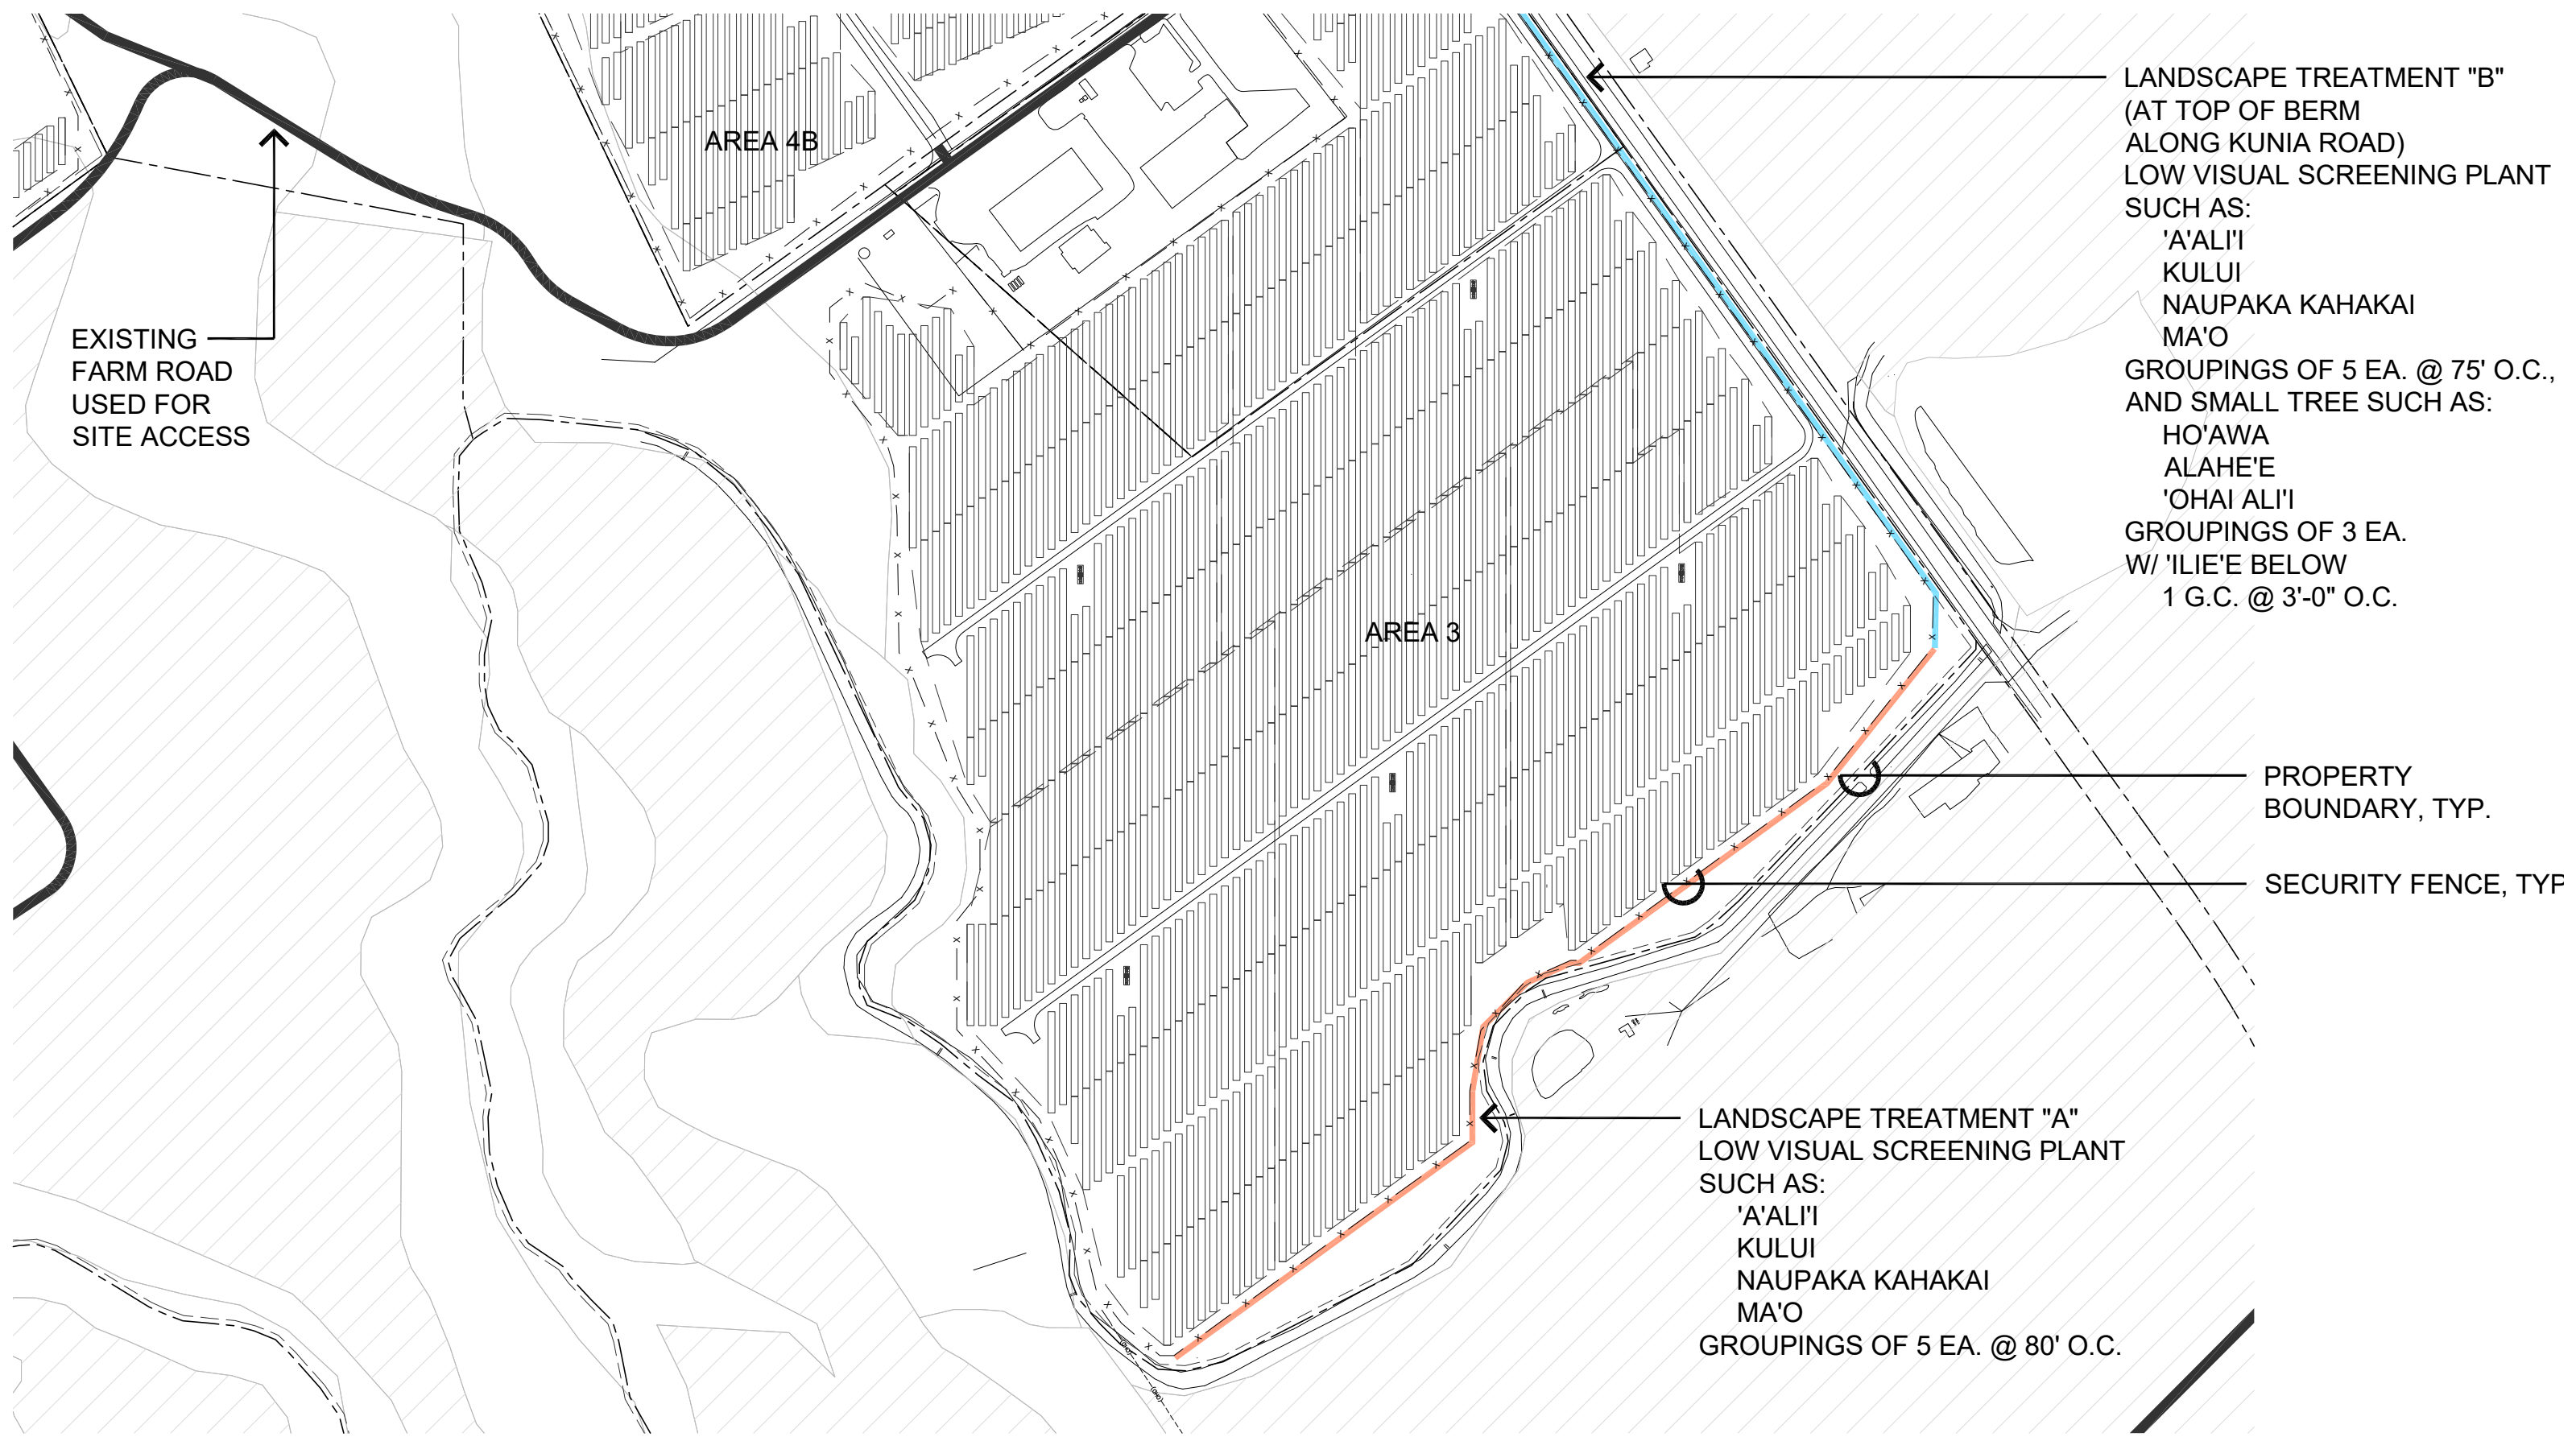 AREA 4B
LANDSCAPE TREATMENT "B"
(AT TOP OF BERM
ALONG KUNIA ROAD)
LOW VISUAL SCREENING PLANT
SUCH AS:
'A'ALI'I
KULUI
NAUPAKA KAHAKAI
MA'O
GROUPINGS OF 5 EA. @ 75' O.C.,
AND SMALL TREE SUCH AS:
HO'AWA
ALAHE'E
'OHAI ALI'I
GROUPINGS OF 3 EA.
W/ 'ILIE'E BELOW
1 G.C. @ 3'-0" O.C.
EXISTING
FARM ROAD
USED FOR
SITE ACCESS
AREA 3
PROPERTY
BOUNDARY, TYP.
SECURITY FENCE, TYP
LANDSCAPE TREATMENT "A"
LOW VISUAL SCREENING PLANT
SUCH AS:
'A'ALI'I
KULUI
NAUPAKA KAHAKAI
MA'O
GROUPINGS OF 5 EA. @ 80' O.C.